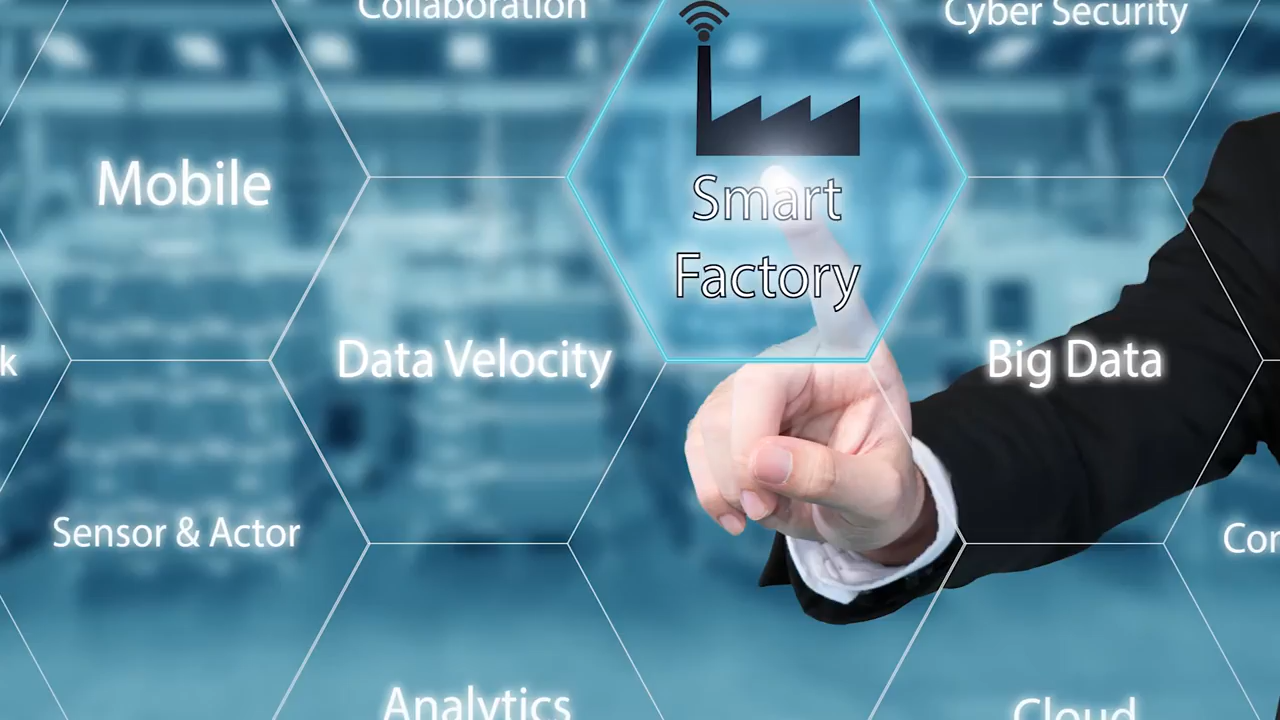 Collaboration
Cyber Security
Mobile
Smart
Factory
Data Velocity
Big Data
Sensor & Actor
Analytics
Cloud